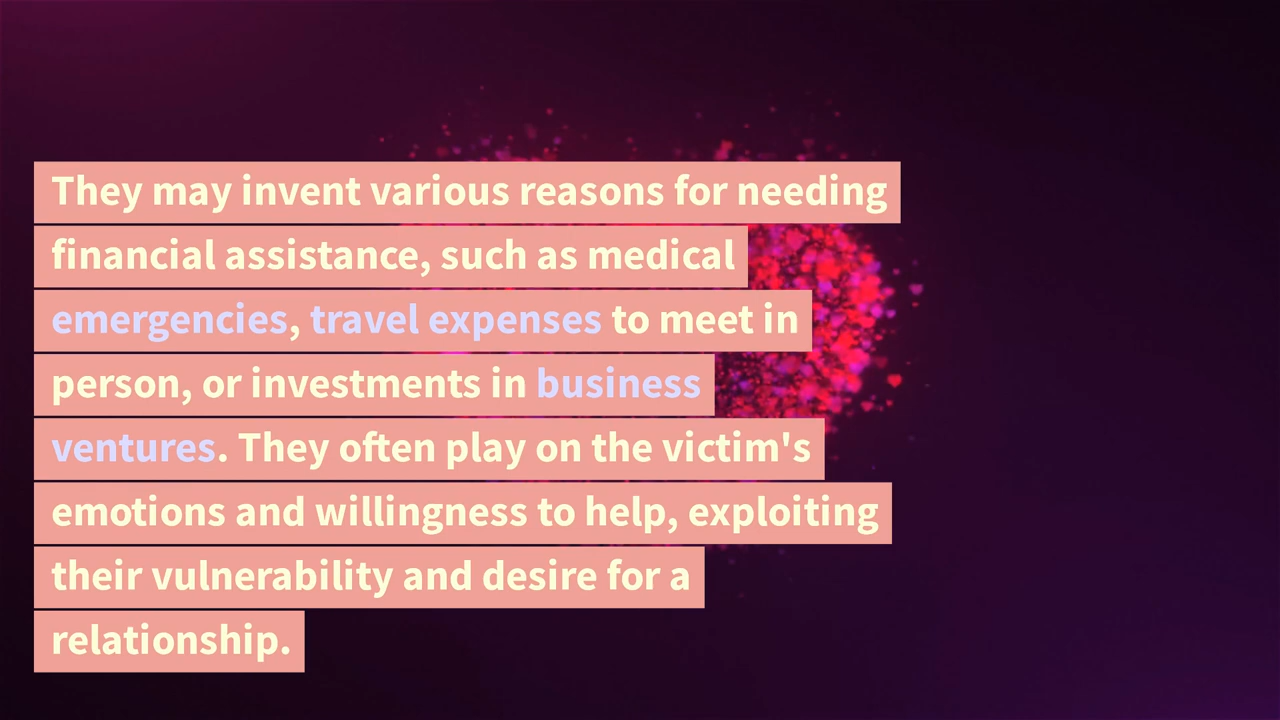 They may invent various reasons for needing
financial assistance, such as medical
emergencies, travel expenses to meet in
person, or investments in business
ventures. They often play on the victim's
emotions and willingness to help, exploiting
their vulnerability and desire for a
relationship.